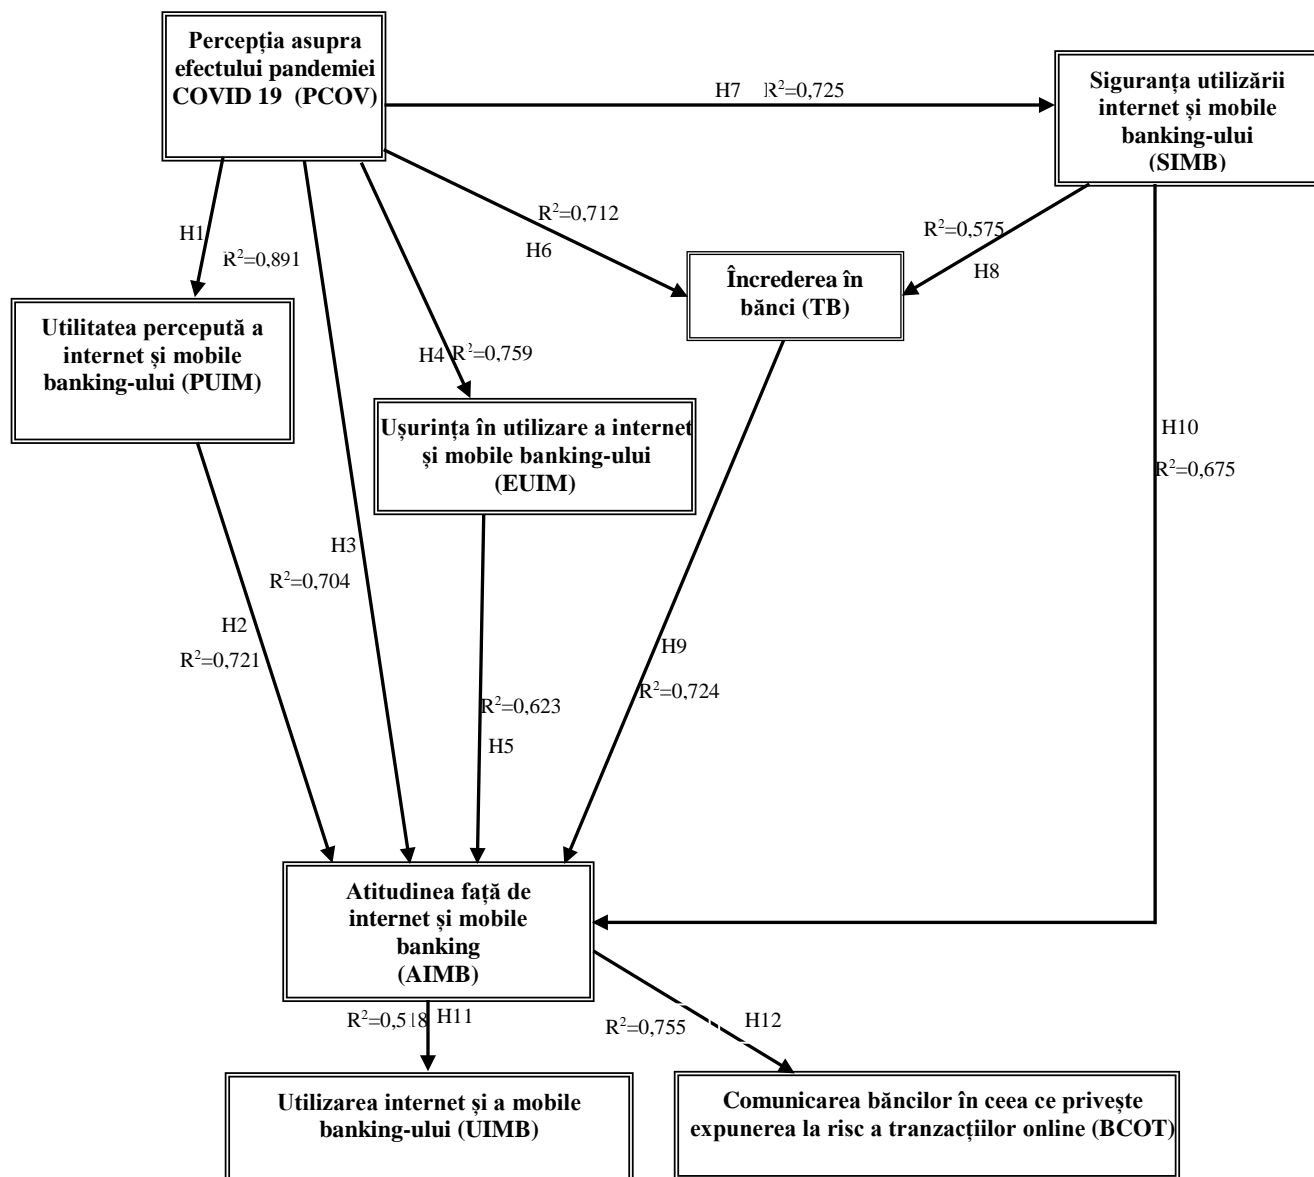 Percepția asupra
efectului pandemiei
COVID 19 (PCOV)
H7 R²=0,725
Siguranța utilizării
internet și mobile
banking-ului
(SIMB)
R²=0,712
H6
R²=0,575
H8
H1
R²=0,891
Încrederea în
bănci (TB)
Utilitatea percepută a
internet și mobile
banking-ului (PUIM)
H4 R²=0,759
Ușurința în utilizare a internet
și mobile banking-ului
(EUIM)
H10
R²=0,675
H3
R²=0,704
H2
R²=0,721
H9
R²=0,724
R²=0,623
H5
Atitudinea față de
internet și mobile
banking
(AIMB)
R²=0,518 H11
R²=0,755 H12
Utilizarea internet și a mobile
banking-ului (UIMB)
Comunicarea băncilor în ceea ce privește
expunerea la risc a tranzacțiilor online (BCOT)